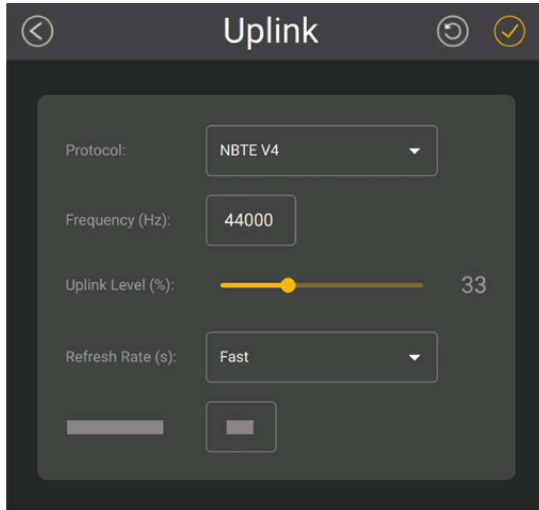 Uplink
Protocol: NBTE V4
Frequency (Hz): 44000
Uplink Level (%): 33
Refresh Rate (s): Fast